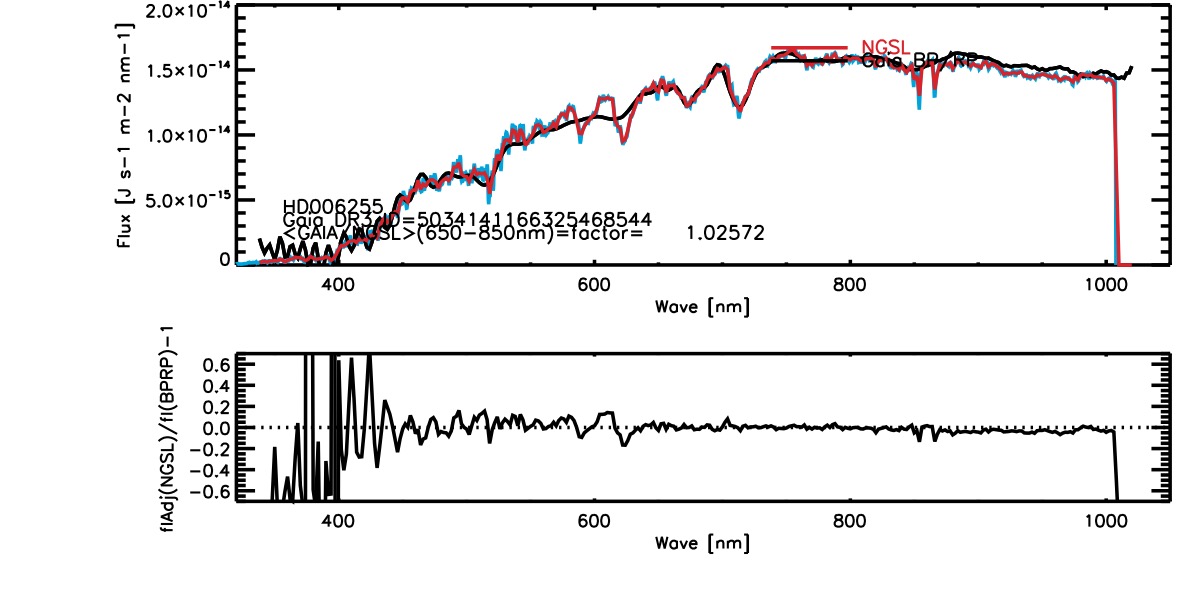 2.0×10⁻¹⁴
1.5×10⁻¹⁴
1.0×10⁻¹⁴
5.0×10⁻¹⁵
0
Flux [J s−1 m−2 nm−1]
NGSL
Gaia BP RP
HD006255
Gaia DR3 ID=5034141166325468544
<GAIA/NGSL>(650−850nm)=factor= 1.02572
400 600 800 1000
Wave [nm]
flAdj(NGSL)/fl(BPRP)−1
0.6
0.4
0.2
0.0
−0.2
−0.4
−0.6
400 600 800 1000
Wave [nm]